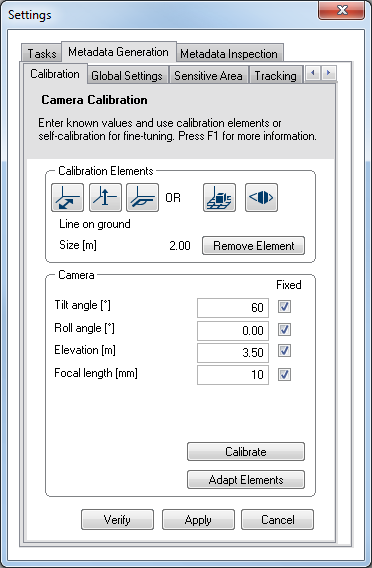 Settings
Tasks Metadata Generation Metadata Inspection
Calibration Global Settings Sensitive Area Tracking
Camera Calibration
Enter known values and use calibration elements or
self-calibration for fine-tuning. Press F1 for more information.
Calibration Elements
OR
Line on ground
Size [m] 2.00 Remove Element
Camera
Fixed
Tilt angle [°] 60
Roll angle [°] 0.00
Elevation [m] 3.50
Focal length [mm] 10
Calibrate
Adapt Elements
Verify Apply Cancel